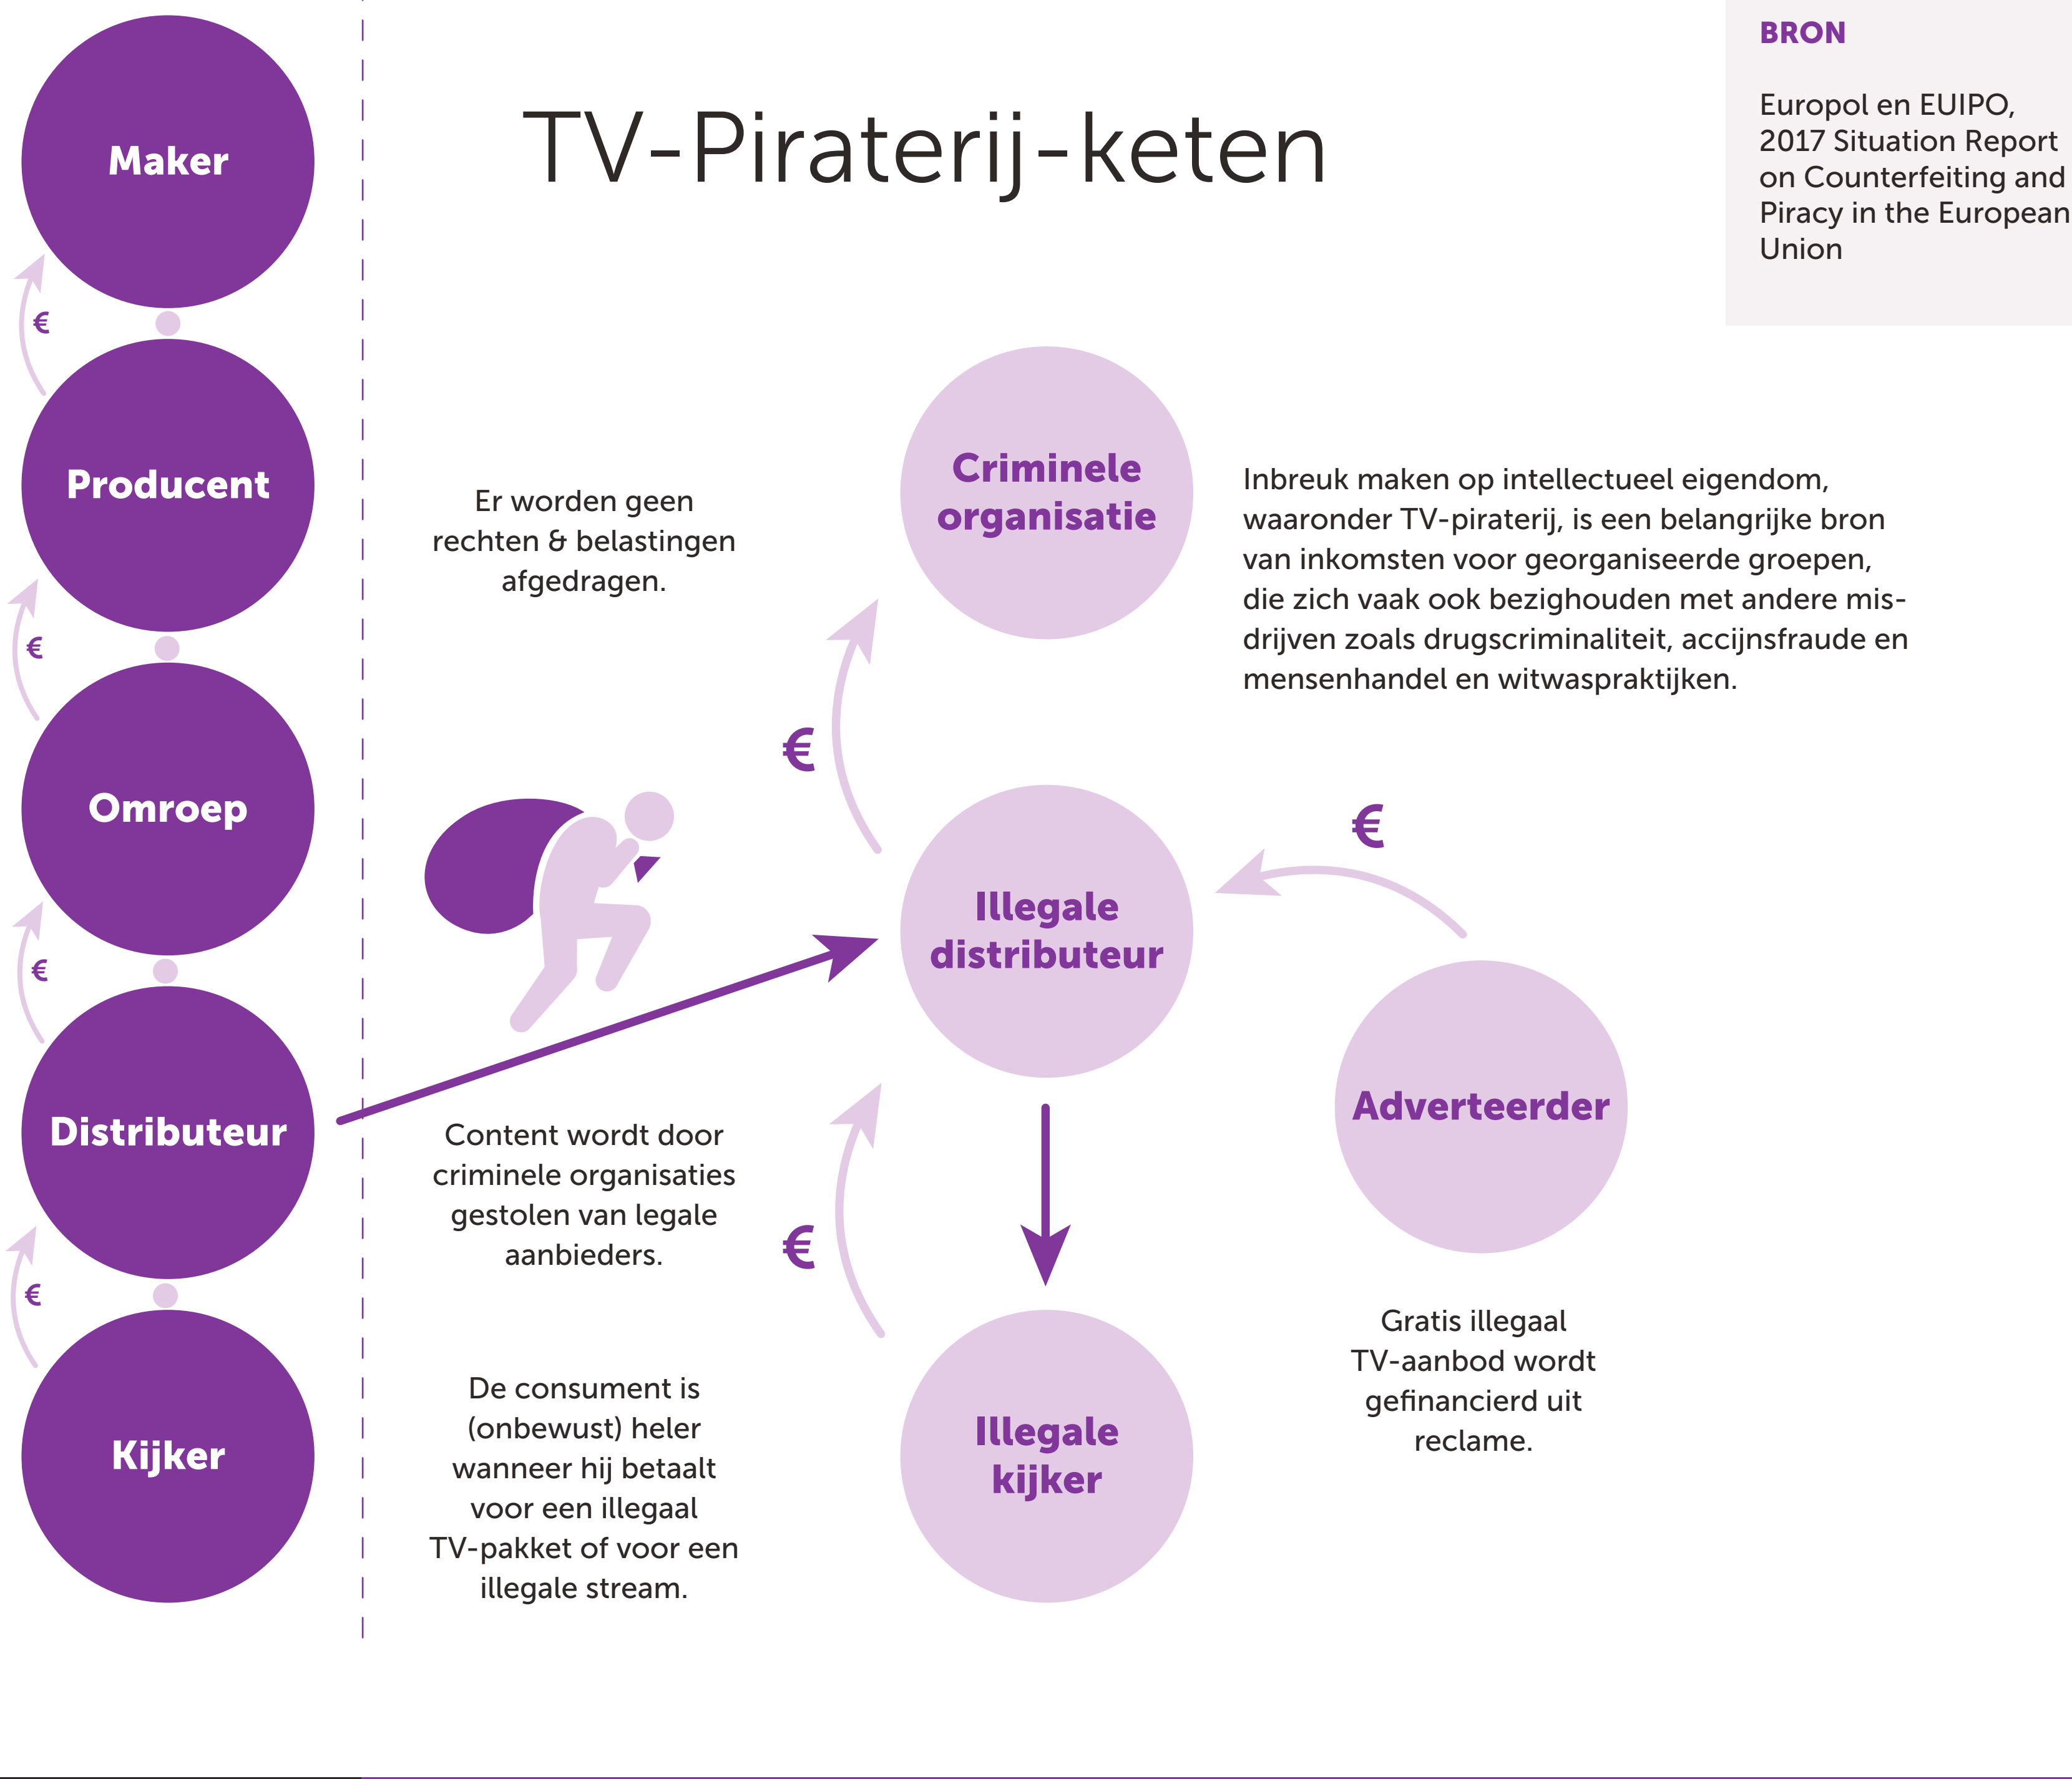 TV-Piraterij-keten
BRON
Europol en EUIPO,
2017 Situation Report
on Counterfeiting and
Piracy in the European
Union
Maker
€
Producent
€
Omroep
€
Distributeur
€
Kijker
Er worden geen
rechten & belastingen
afgedragen.
Content wordt door
criminele organisaties
gestolen van legale
aanbieders.
De consument is
(onbewust) heler
wanneer hij betaalt
voor een illegaal
TV-pakket of voor een
illegale stream.
Criminele
organisatie
Inbreuk maken op intellectueel eigendom,
waaronder TV-piraterij, is een belangrijke bron
van inkomsten voor georganiseerde groepen,
die zich vaak ook bezighouden met andere mis-
drijven zoals drugscriminaliteit, accijnsfraude en
mensenhandel en witwaspraktijken.
€
Illegale
distributeur
€
Adverteerder
€
Illegale
kijker
Gratis illegaal
TV-aanbod wordt
gefinancierd uit
reclame.